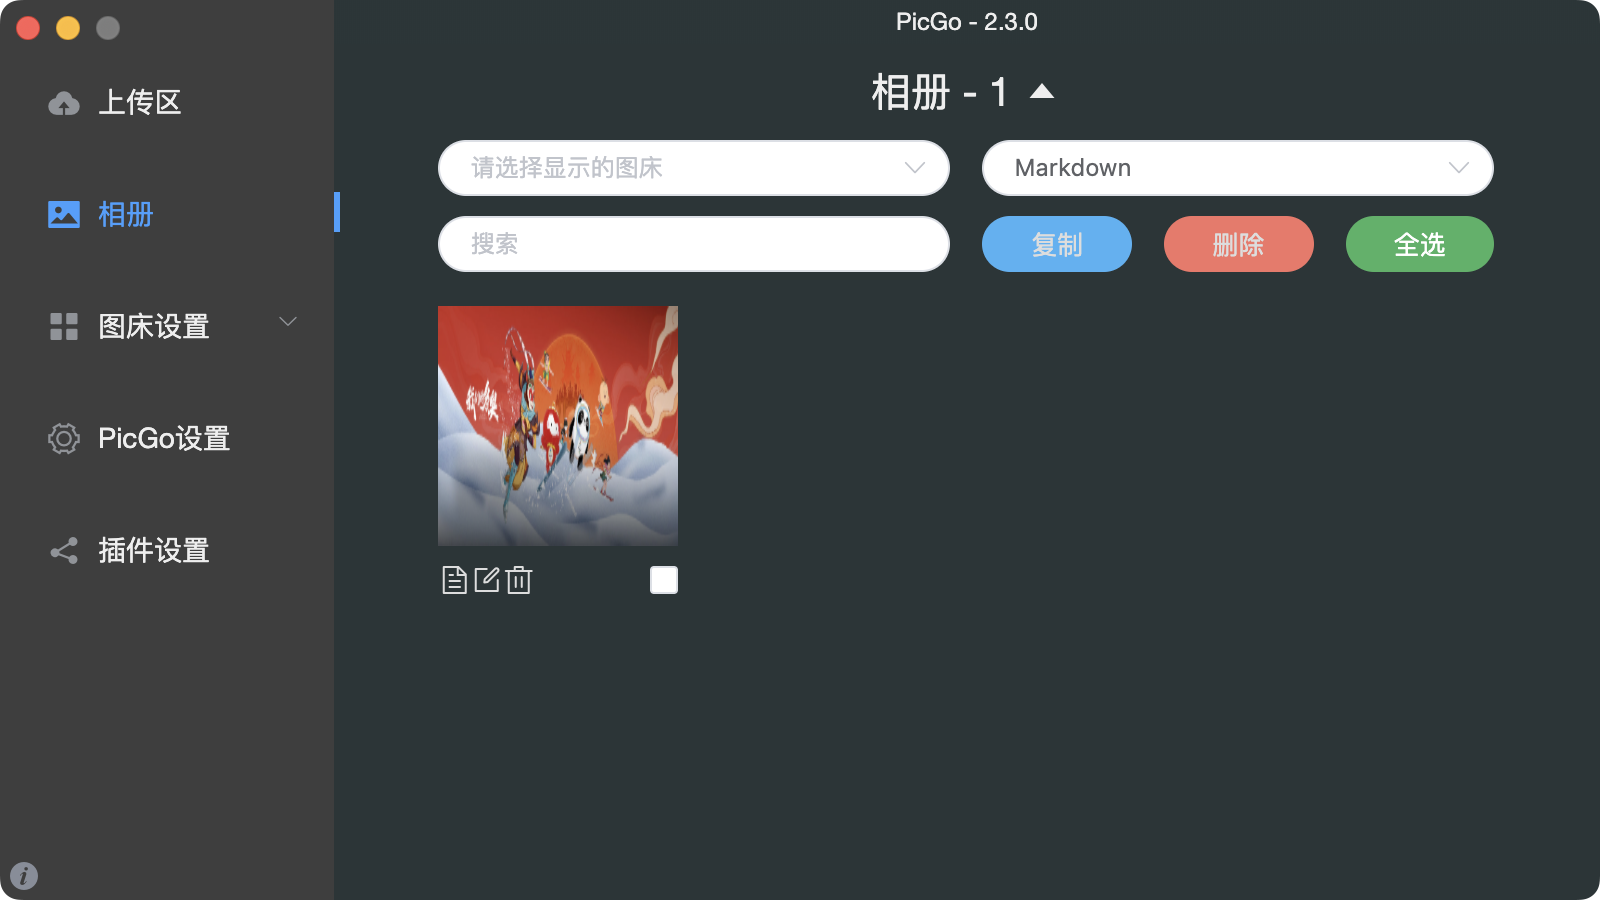 PicGo - 2.3.0
上传区
相册
图床设置
PicGo设置
插件设置
相册 - 1
请选择显示的图床
Markdown
搜索
复制
删除
全选